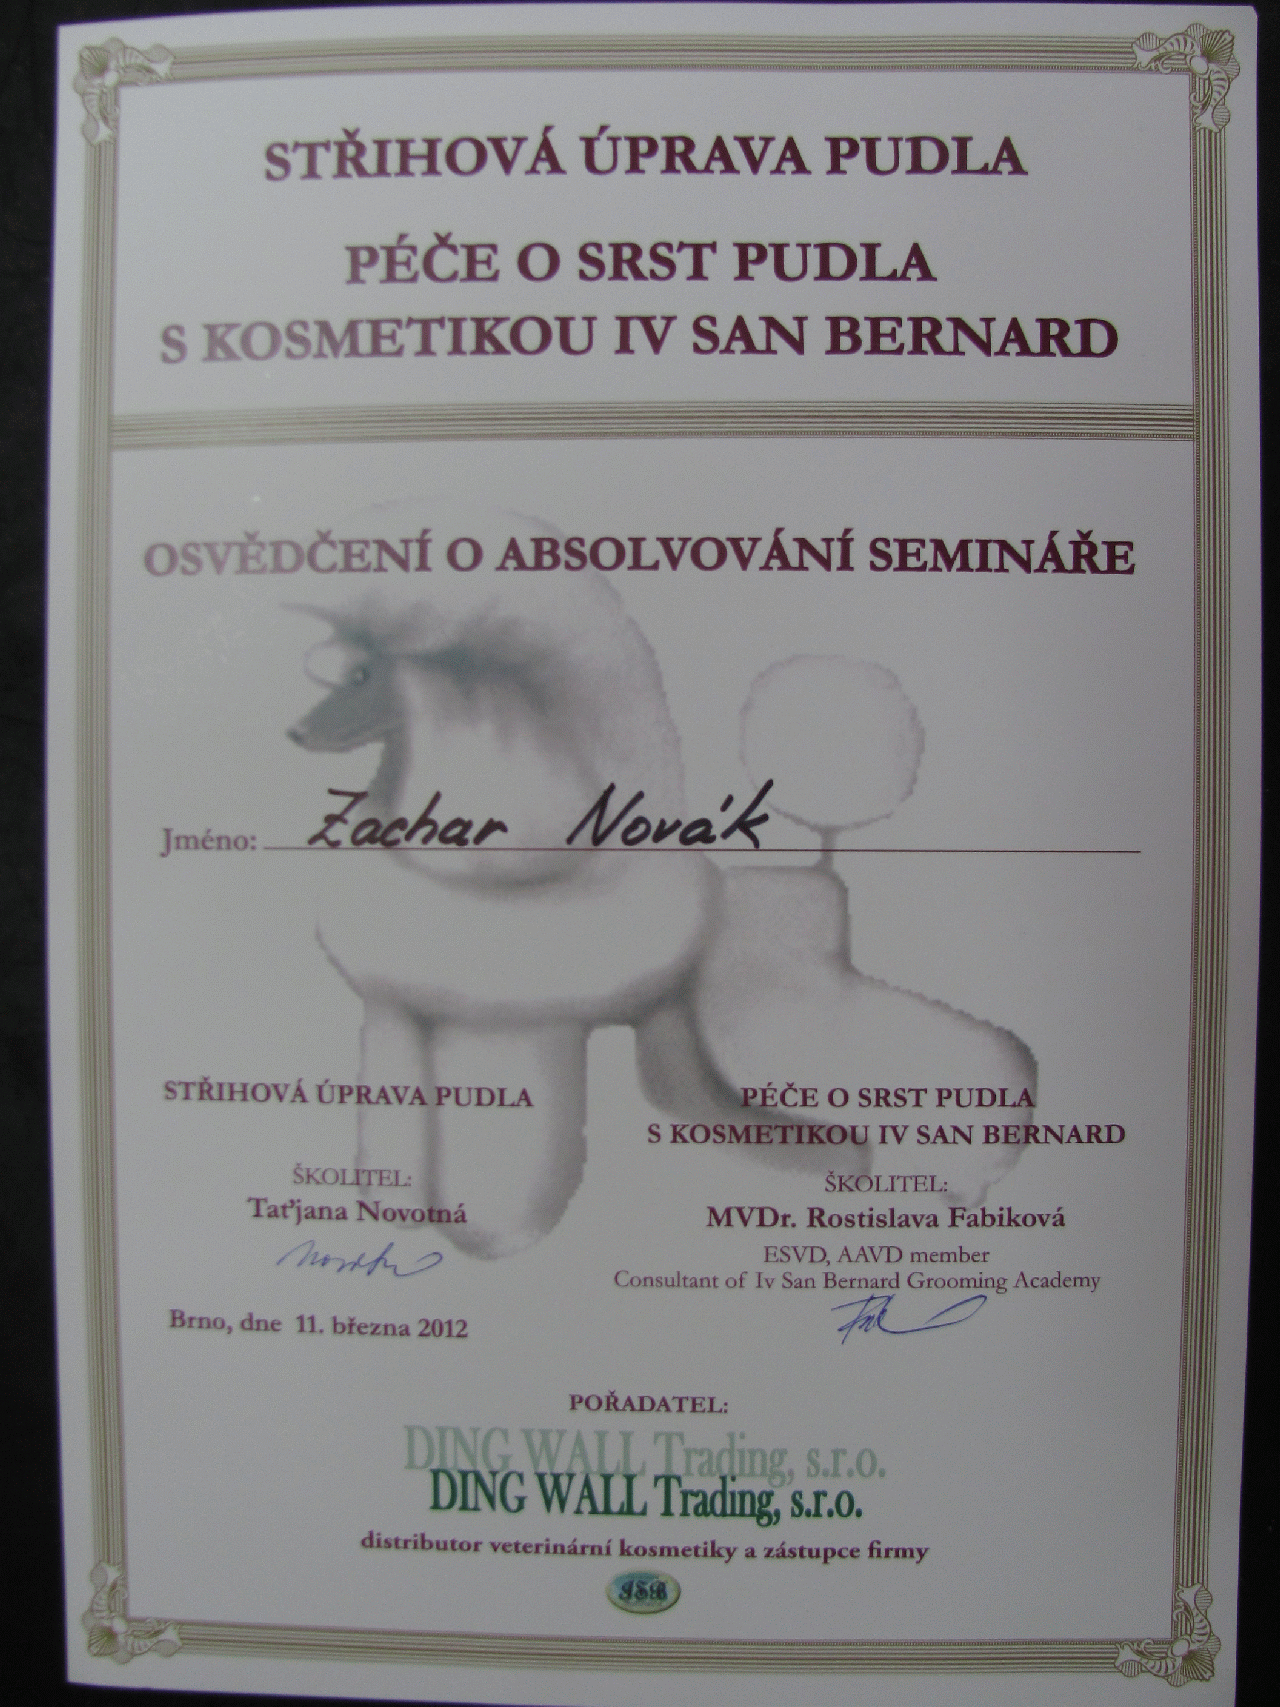 STŘIHOVÁ ÚPRAVA PUDLA
PÉČE O SRST PUDLA
S KOSMETIKOU IV SAN BERNARD
OSVĚDČENÍ O ABSOLVOVÁNÍ SEMINÁŘE
Jméno: Zachar Novák
STŘIHOVÁ ÚPRAVA PUDLA
ŠKOLITEL:
Taťjana Novotná
PÉČE O SRST PUDLA
S KOSMETIKOU IV SAN BERNARD
ŠKOLITEL:
MVDr. Rostislava Fabiková
ESVD, AAVD member
Consultant of Iv San Bernard Grooming Academy
Brno, dne 11. března 2012
POŘADATEL:
DING WALL Trading, s.r.o.
DING WALL Trading, s.r.o.
distributor veterinární kosmetiky a zástupce firmy
ISB